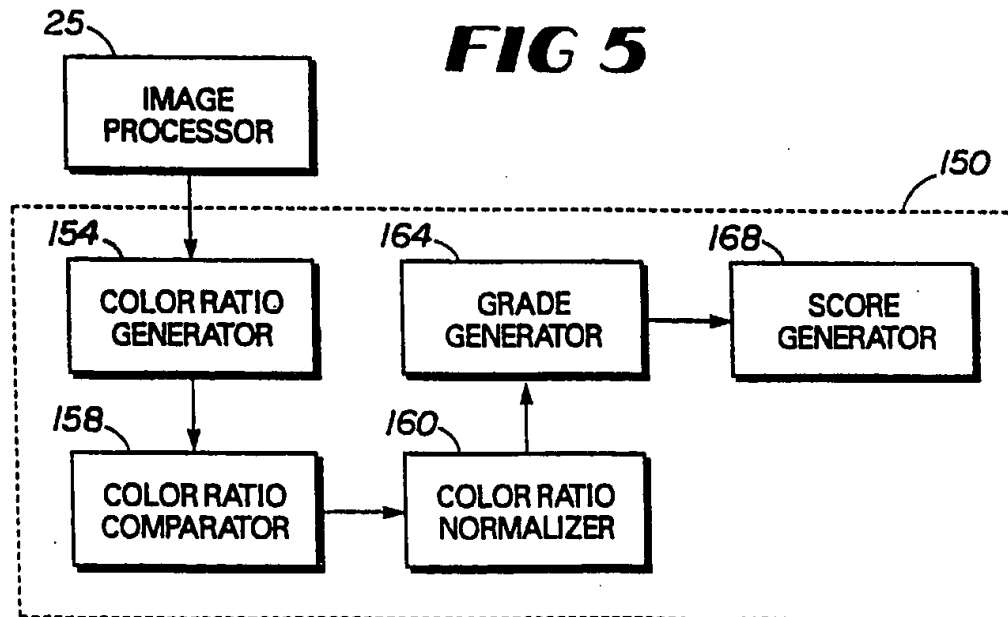 FIG 5
25
IMAGE
PROCESSOR
150
154
COLOR RATIO
GENERATOR
164
GRADE
GENERATOR
168
SCORE
GENERATOR
158
COLOR RATIO
COMPARATOR
160
COLOR RATIO
NORMALIZER